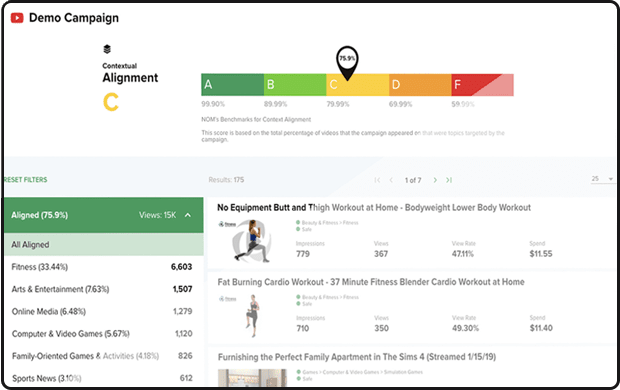 Demo Campaign
Contextual
Alignment
C
75.9%
A B C D F
99.90% 89.99% 79.99% 69.99% 59.99%
NOM's Benchmarks for Context Alignment
This score is based on the total percentage of videos that the campaign appeared on that were topics targeted by the
campaign.
RESET FILTERS
Results: 175
1 of 7
25
Aligned (75.9%) Views: 15K
All Aligned
Fitness (33.44%) 6,603
Arts & Entertainment (7.63%) 1,507
Online Media (6.48%) 1,279
Computer & Video Games (5.67%) 1,120
Family-Oriented Games & Activities (4.18%) 826
Sports News (3.10%) 612
No Equipment Butt and Thigh Workout at Home - Bodyweight Lower Body Workout
fitness
Beauty & Fitness > Fitness
Safe
Impressions Views View Rate Spend
779 367 47.11% $11.55
Fat Burning Cardio Workout - 37 Minute Fitness Blender Cardio Workout at Home
fitness
Beauty & Fitness > Fitness
Safe
Impressions Views View Rate Spend
710 350 49.30% $11.40
Furnishing the Perfect Family Apartment in The Sims 4 (Streamed 1/15/19)
Games > Computer & Video Games > Simulation Games
Safe